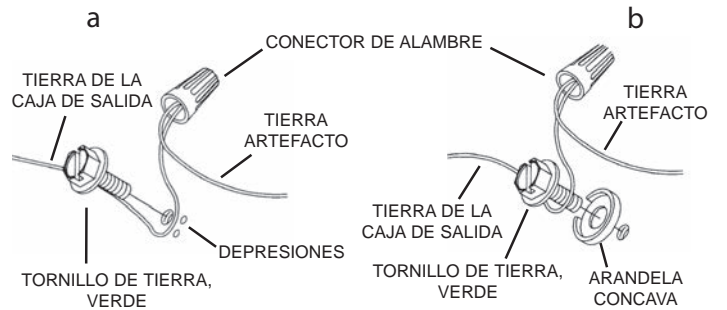 a
b
CONECTOR DE ALAMBRE
TIERRA DE LA
CAJA DE SALIDA
TIERRA
ARTEFACTO
DEPRESIONES
TORNILLO DE TIERRA,
VERDE
TIERRA
ARTEFACTO
TIERRA DE LA
CAJA DE SALIDA
TORNILLO DE TIERRA,
VERDE
ARANDELA
CONCAVA